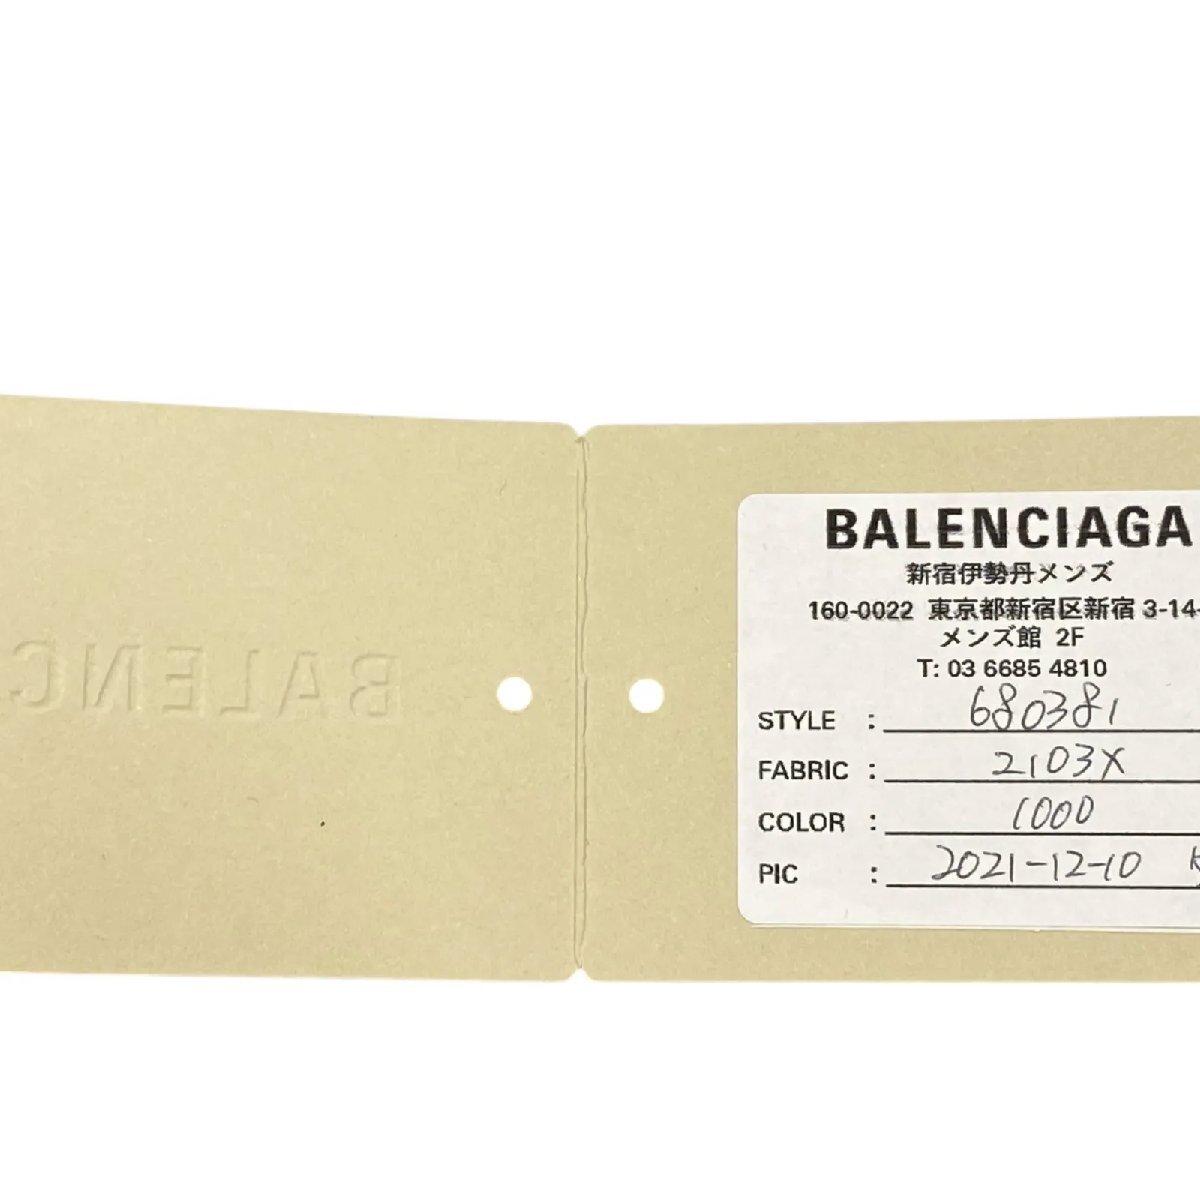 BALENC
BALENCIAGA
新宿伊勢丹メンズ
160-0022 東京都新宿区新宿 3-14-
メンズ館 2F
T: 03 6685 4810
STYLE : 680381
FABRIC : 2103X
COLOR : 1000
PIC : 2021-12-10